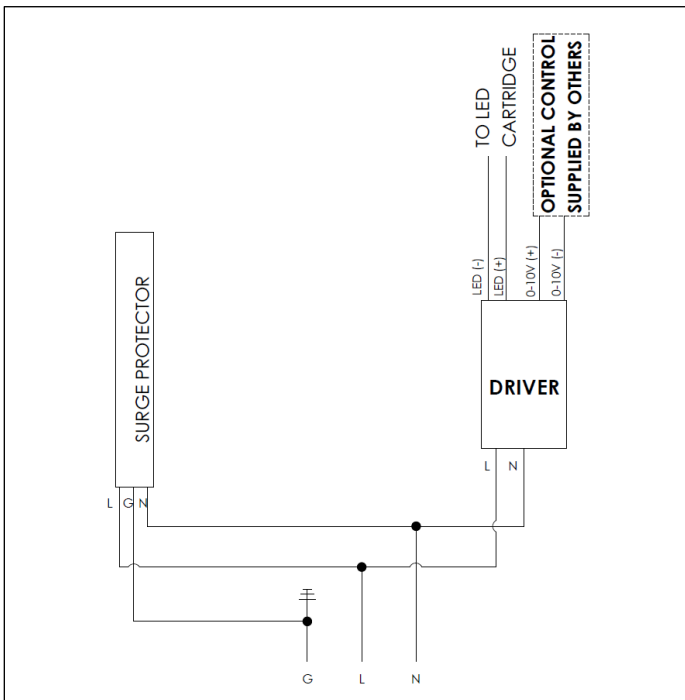 TO LED
CARTRIDGE
OPTIONAL CONTROL
SUPPLIED BY OTHERS
LED (-)
LED (+)
0-10V (+)
0-10V (-)
SURGE PROTECTOR
DRIVER
L N
L G N
G L N